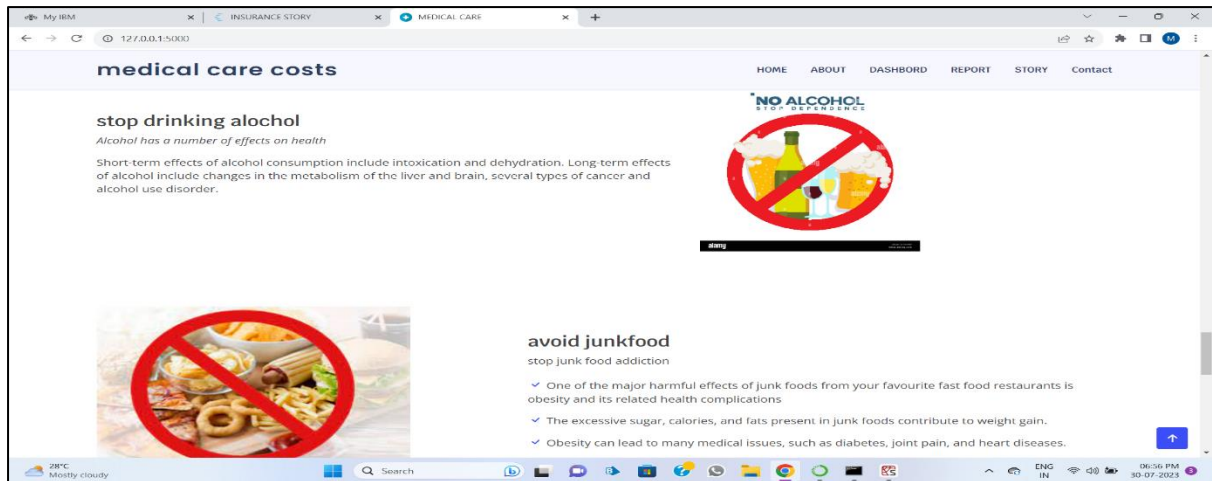 My IBM
INSURANCE STORY
MEDICAL CARE
127.0.0.1:5000
M
medical care costs
HOME ABOUT DASHBORD REPORT STORY Contact
NO ALCOHOL
STOP DEPENDENCE
stop drinking alochol
Alcohol has a number of effects on health
Short-term effects of alcohol consumption include intoxication and dehydration. Long-term effects
of alcohol include changes in the metabolism of the liver and brain, several types of cancer and
alcohol use disorder.
alamy
avoid junkfood
stop junk food addiction
One of the major harmful effects of junk foods from your favourite fast food restaurants is
obesity and its related health complications
The excessive sugar, calories, and fats present in junk foods contribute to weight gain.
Obesity can lead to many medical issues, such as diabetes, joint pain, and heart diseases.
28°C
Mostly cloudy
Search
ENG
IN
06:56 PM
30-07-2023
3